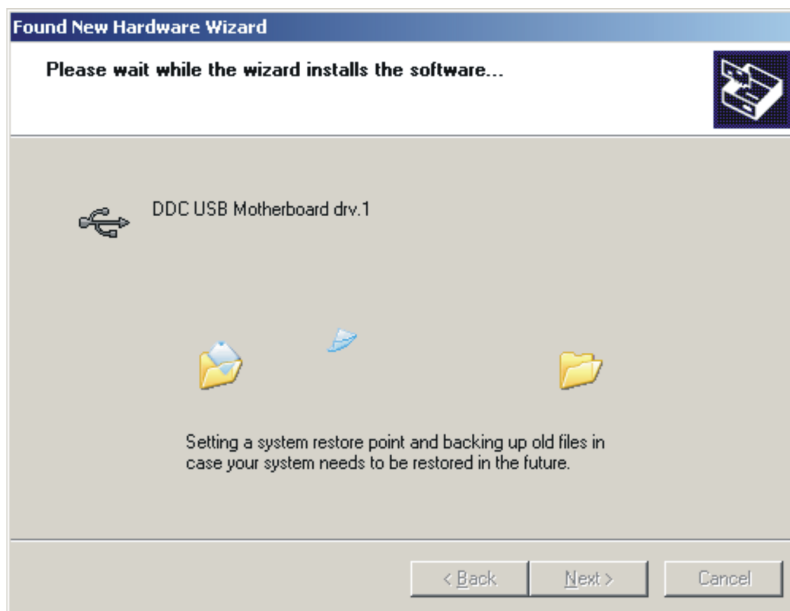 Found New Hardware Wizard
Please wait while the wizard installs the software...
DDC USB Motherboard drv.1
Setting a system restore point and backing up old files in
case your system needs to be restored in the future.
< Back Next > Cancel